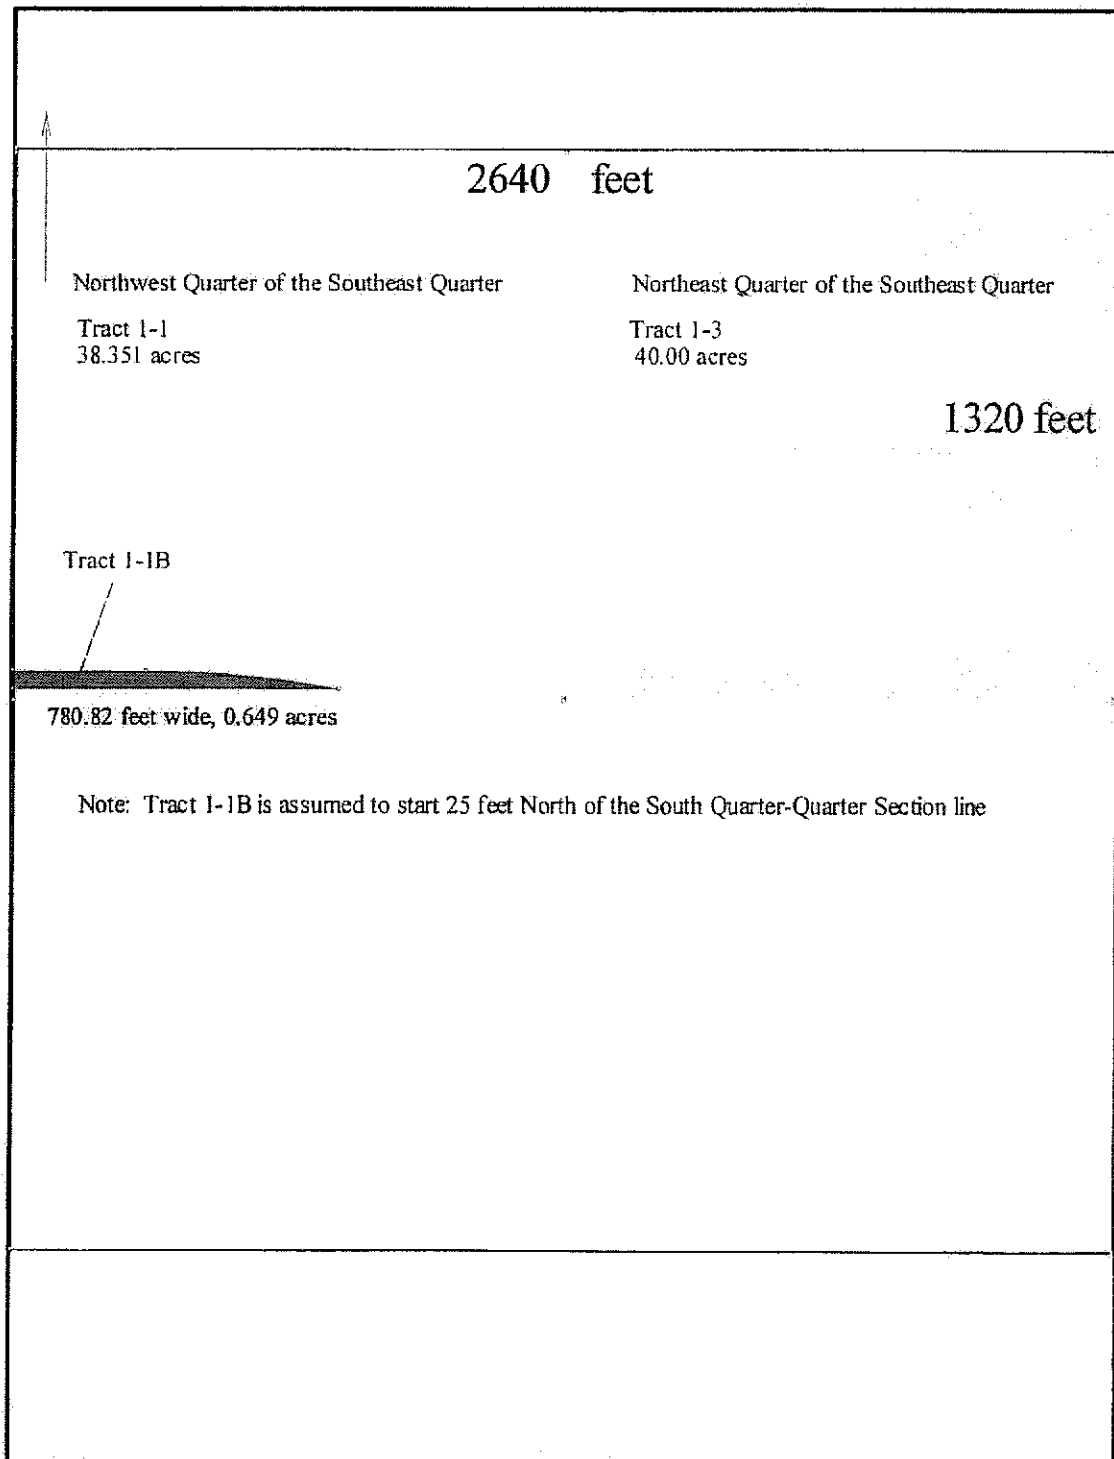 2640 feet
Northwest Quarter of the Southeast Quarter
Northeast Quarter of the Southeast Quarter
Tract 1-1
38.351 acres
Tract 1-3
40.00 acres
1320 feet
Tract 1-1B
780.82 feet wide, 0.649 acres
Note: Tract 1-1B is assumed to start 25 feet North of the South Quarter-Quarter Section line